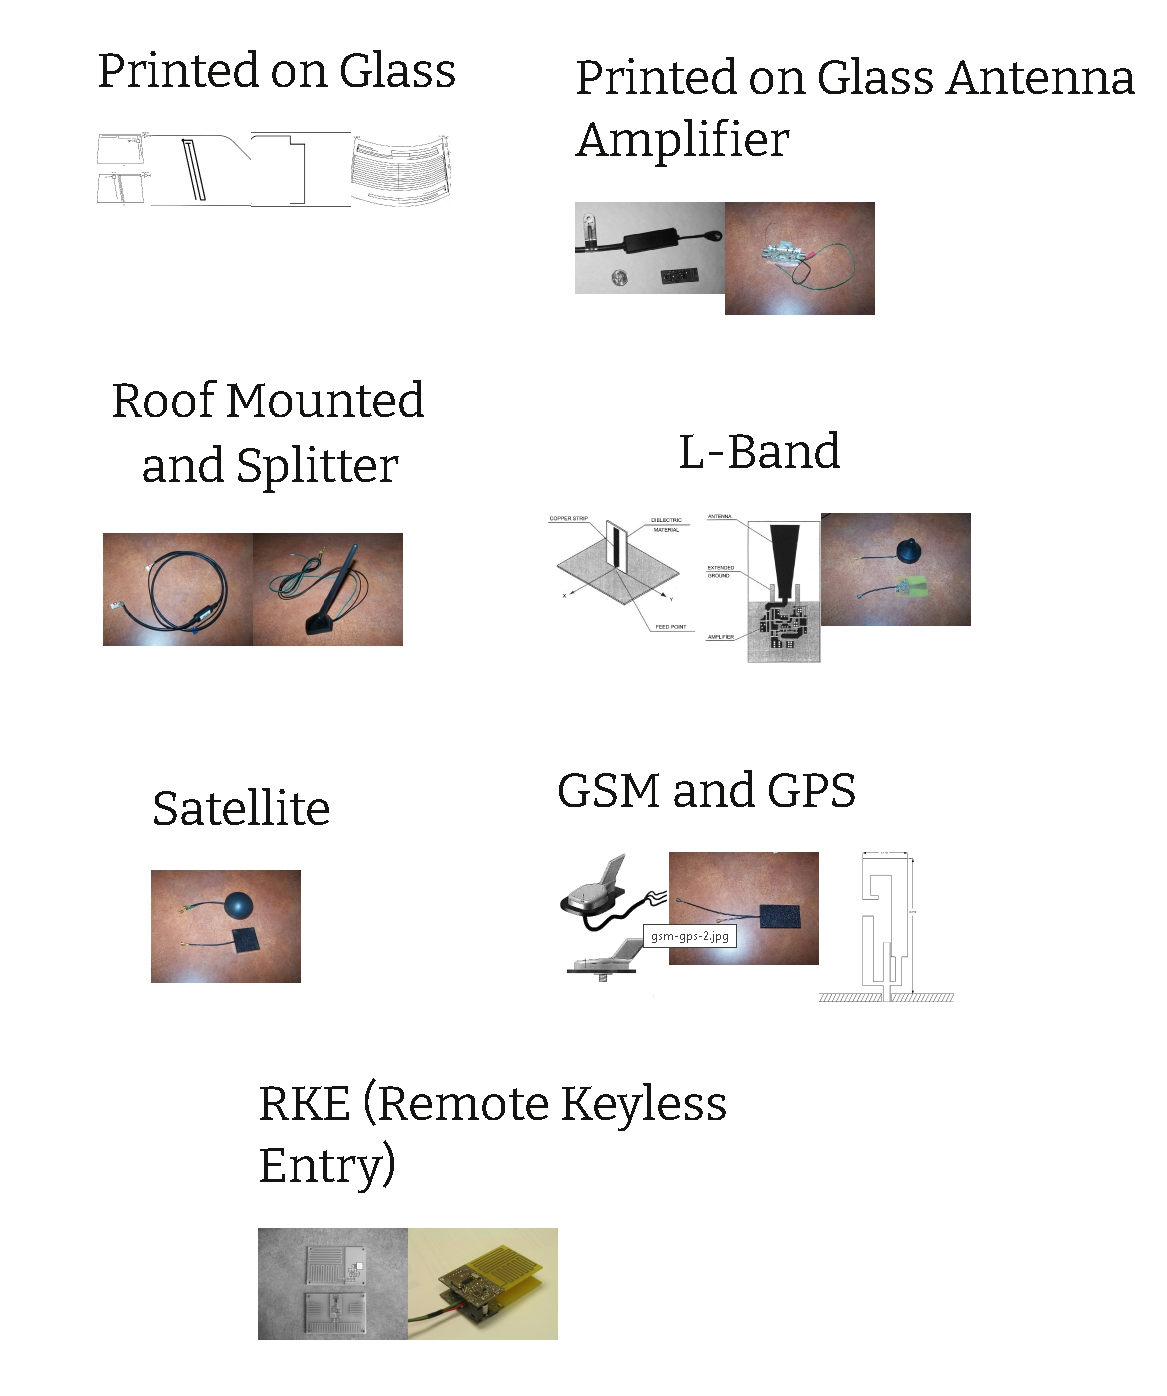 Printed on Glass
Printed on Glass Antenna
Amplifier
Roof Mounted
and Splitter
L-Band
COPPER STRIP
DIELECTRIC
MATERIAL
X
Y
FEED POINT
ANTENNA
EXTENDED
GROUND
AMPLIFIER
Satellite
GSM and GPS
gsm-gps-2.jpg
RKE (Remote Keyless
Entry)